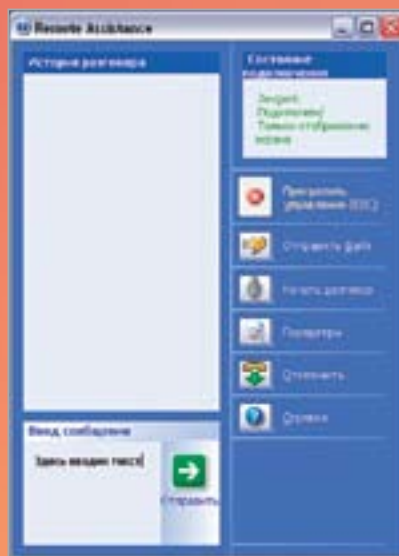 Remote Assistance
История разговора
Состояние
подключения
Эксперт:
Подключен
Только отображение
экрана
Прекратить
управление (ESC)
Отправить файл
Начать разговор
Параметры
Отключить
Справка
Ввод сообщения
Здесь вводим текст
Отправить